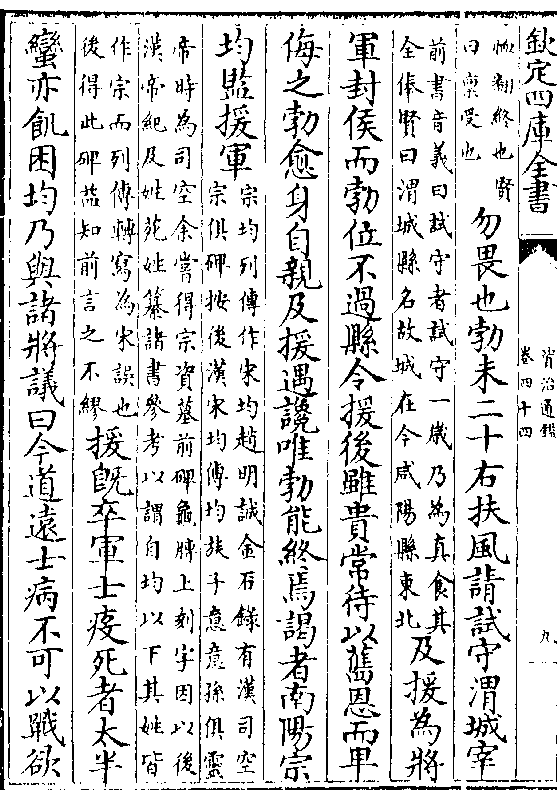 欽定四庫全書
資治通鑑
卷四十四
九
恤翻終也賢
曰禀受也
勿畏也勃未二十右扶風請試守渭城宰
前書音義曰試守者試守一歲乃為真食其
全俸賢曰渭城縣名故城在今咸陽縣東北
及援為將
軍封侯而勃位不過縣令援後雖貴常待以舊恩而卑
侮之勃愈身自親及援遇讒唯勃能終焉謁者南陽宗
均監援軍
宗均列傳作宋均趙明誠金石錄有漢司空
宗俱碑按後漢宋均傳均族子意意孫俱靈
帝時為司空余嘗得宗資墓前碑龜膊上刻字因以後
漢帝紀及姓苑姓纂諸書參考以謂自均以下其姓皆
作宗而列傳轉寫為宋誤也
後得此碑益知前言之不繆
援既卒軍士疫死者太半
蠻亦飢困均乃與諸將議曰今道遠士病不可以戰欲